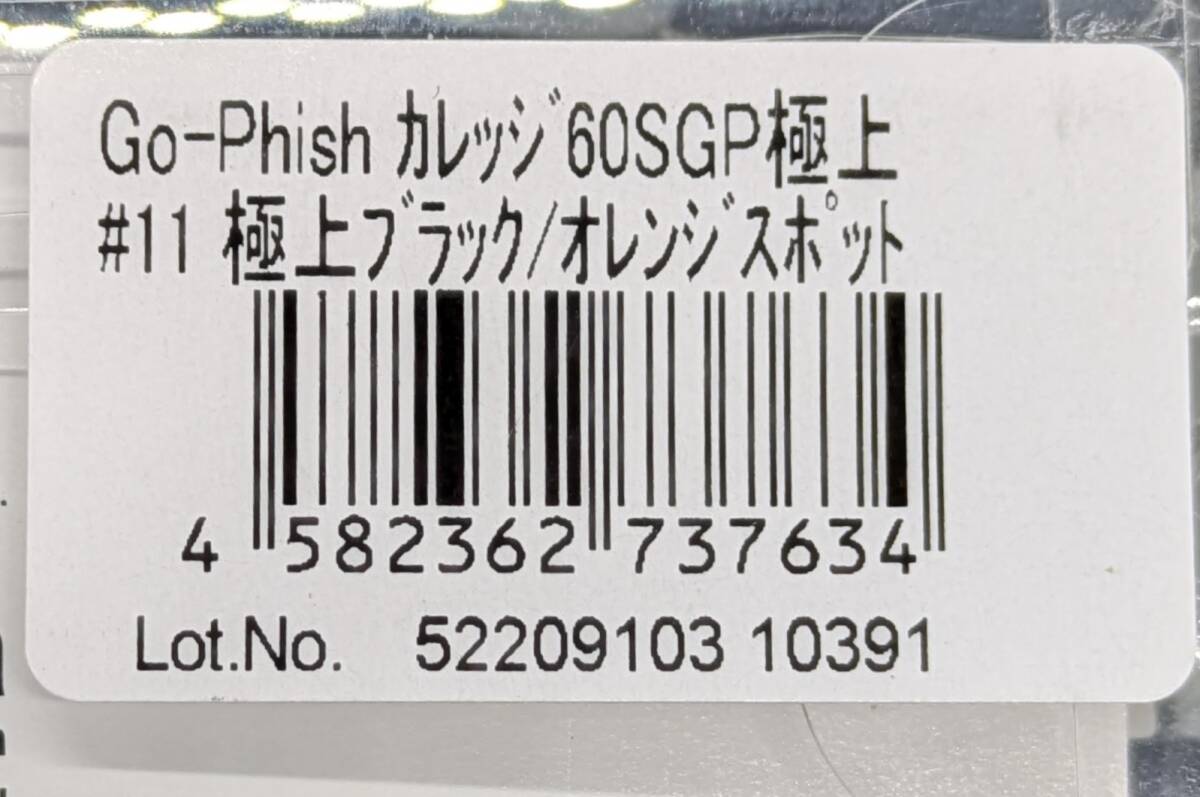 Go-Phish ｶﾚｯｼﾞ60SGP極上
#11 極上ﾌﾞﾗｯｸ/ｵﾚﾝｼﾞｽﾎﾟｯﾄ
4 582362 737634
Lot.No. 52209103 10391